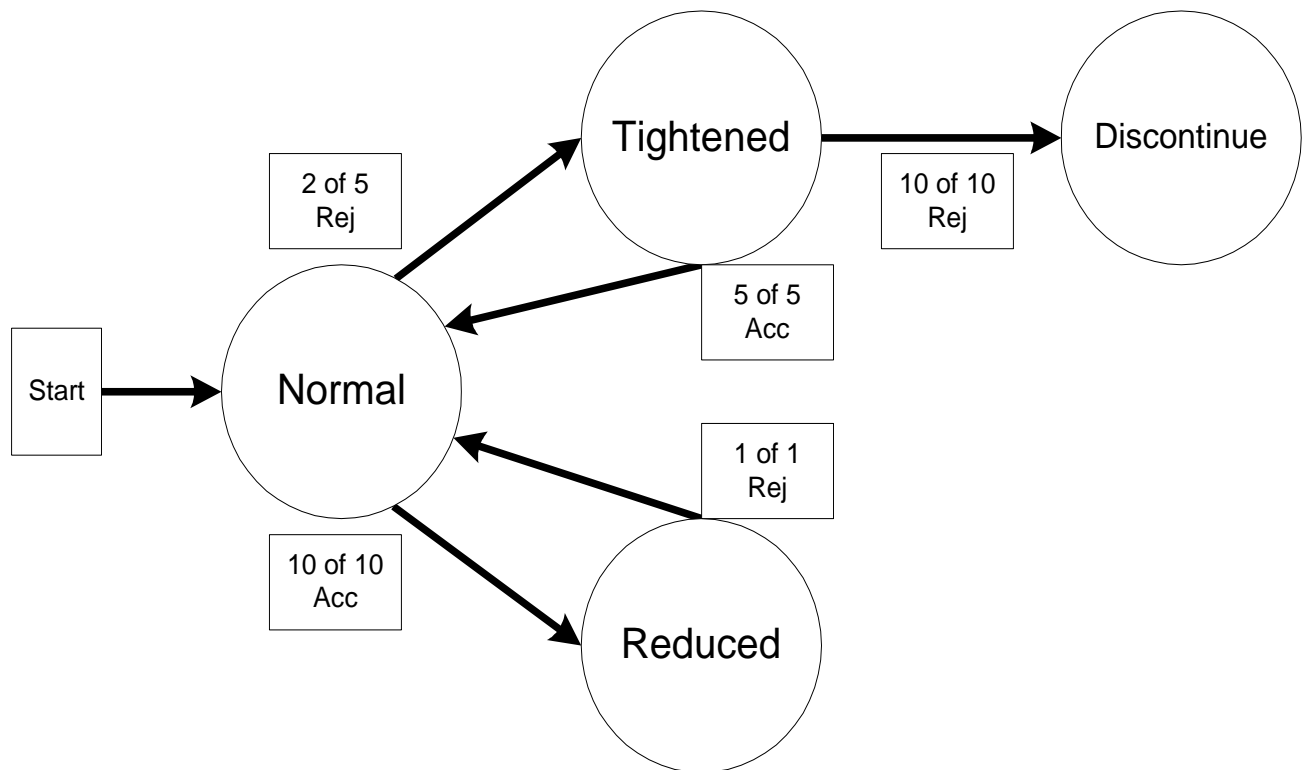 Tightened
Discontinue
2 of 5
Rej
10 of 10
Rej
5 of 5
Acc
Start
Normal
1 of 1
Rej
10 of 10
Acc
Reduced